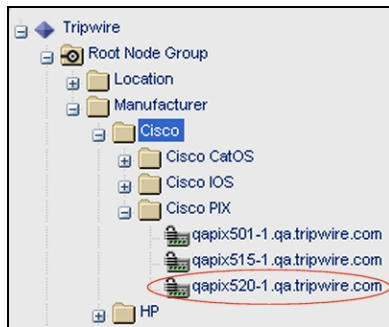 Tripwire
Root Node Group
Location
Manufacturer
Cisco
Cisco CatOS
Cisco IOS
Cisco PIX
qapix501-1.qa.tripwire.com
qapix515-1.qa.tripwire.com
qapix520-1.qa.tripwire.com
HP